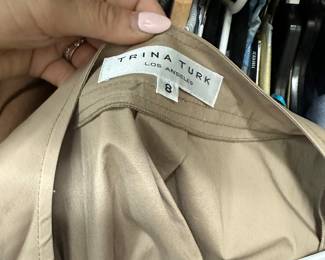 TRINA TURK
LOS ANGELES
8